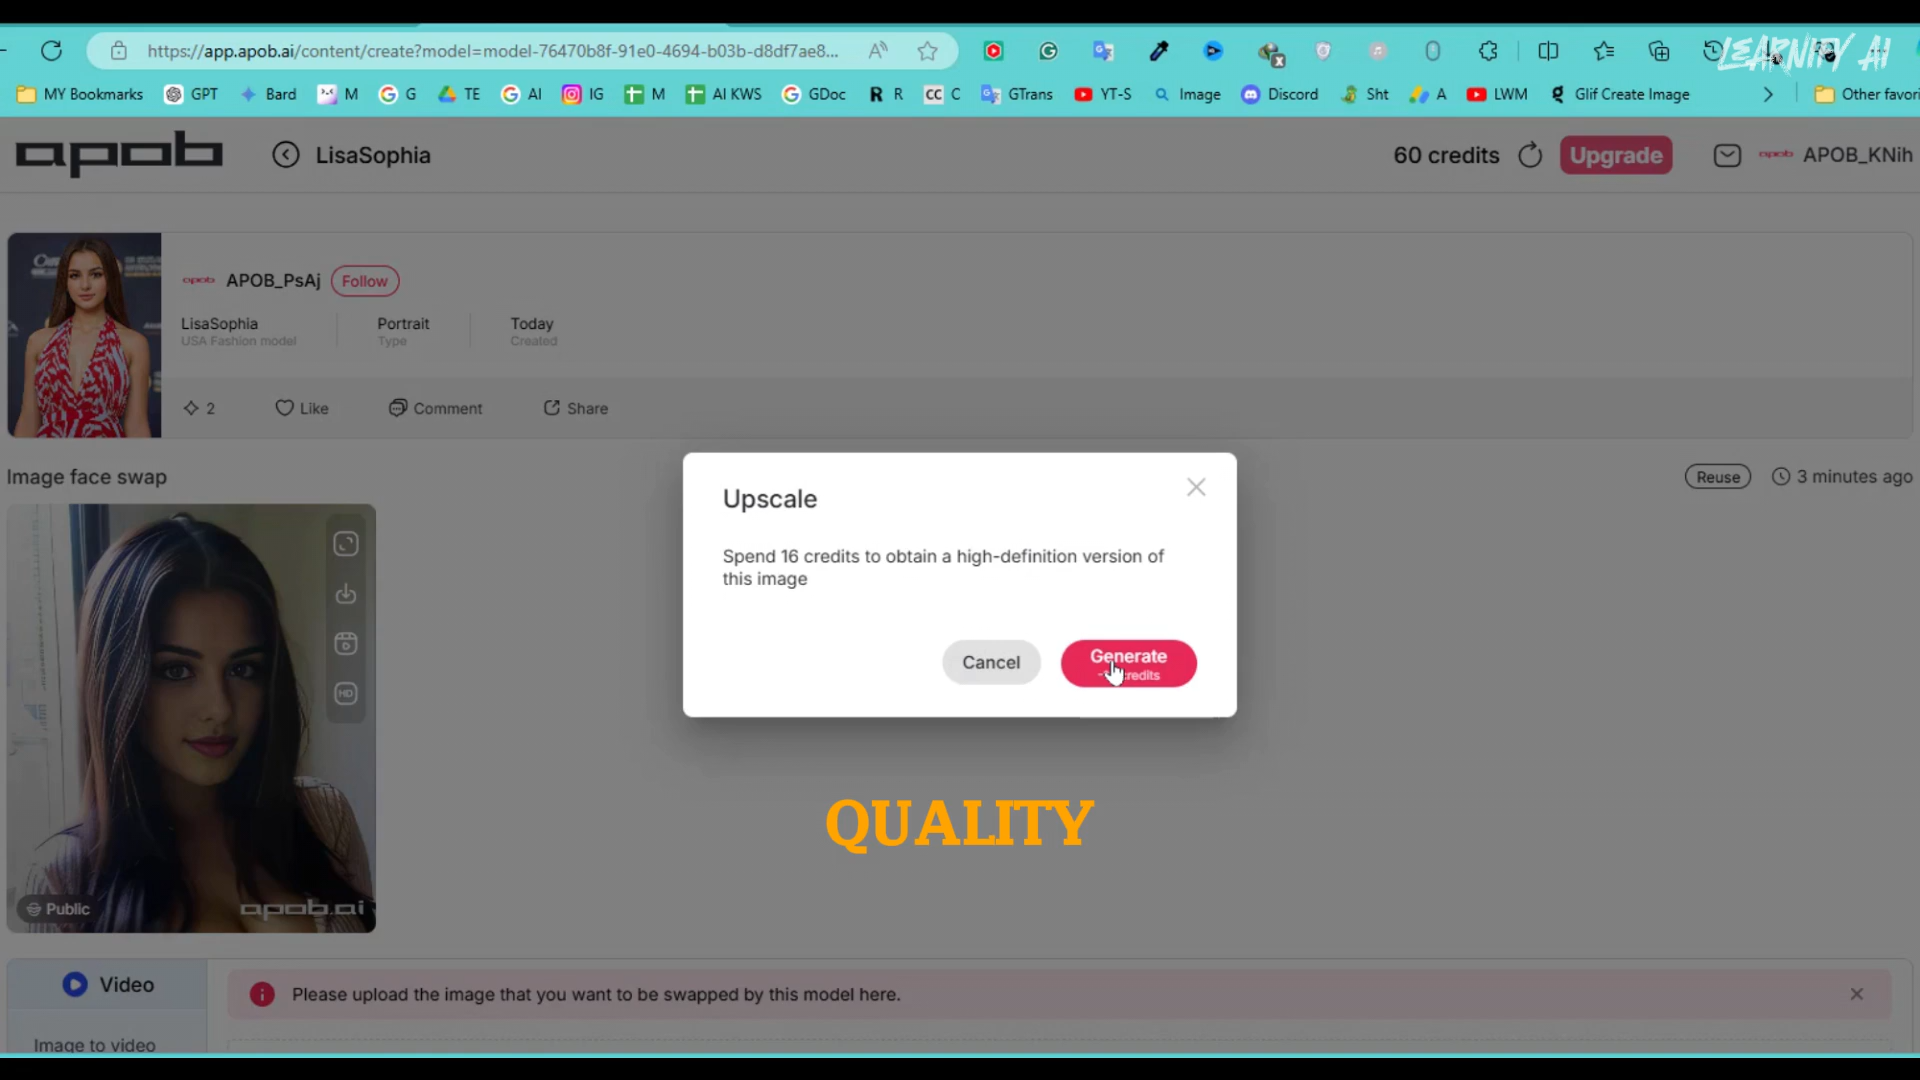 LEARNITY AI
https://app.apob.ai/content/create?model=model-76470b8f-91e0-4694-b03b-d8df7ae8...
MY Bookmarks GPT Bard M G TE AI IG M AI KWS GDoc R R CC C GTrans YT-S Image Discord Sht A LWM Glif Create Image Other favori
apob LisaSophia 60 credits Upgrade apob APOB_KNih
apob APOB_PsAj Follow
LisaSophia Portrait Today
USA Fashion model Type Created
2 Like Comment Share
Image face swap Reuse 3 minutes ago
Upscale
Spend 16 credits to obtain a high-definition version of
this image
Cancel Generate
credits
HD
QUALITY
Public apob.ai
Video
Please upload the image that you want to be swapped by this model here.
Image to video